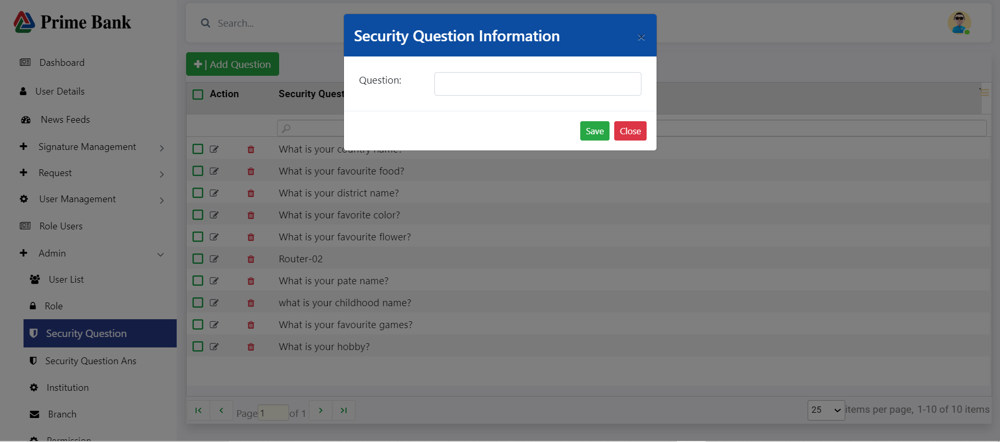 Prime Bank
Dashboard
User Details
News Feeds
Signature Management
Request
User Management
Role Users
Admin
User List
Role
Security Question
Security Question Ans
Institution
Branch
Permission
Search...
| Add Question
Security Question Information
×
Question:
Save Close
Action Security Quest
What is your country name?
What is your favourite food?
What is your district name?
What is your favorite color?
What is your favourite flower?
Router-02
What is your pate name?
what is your childhood name?
What is your favourite games?
What is your hobby?
Page 1 of 1
25 items per page, 1-10 of 10 items